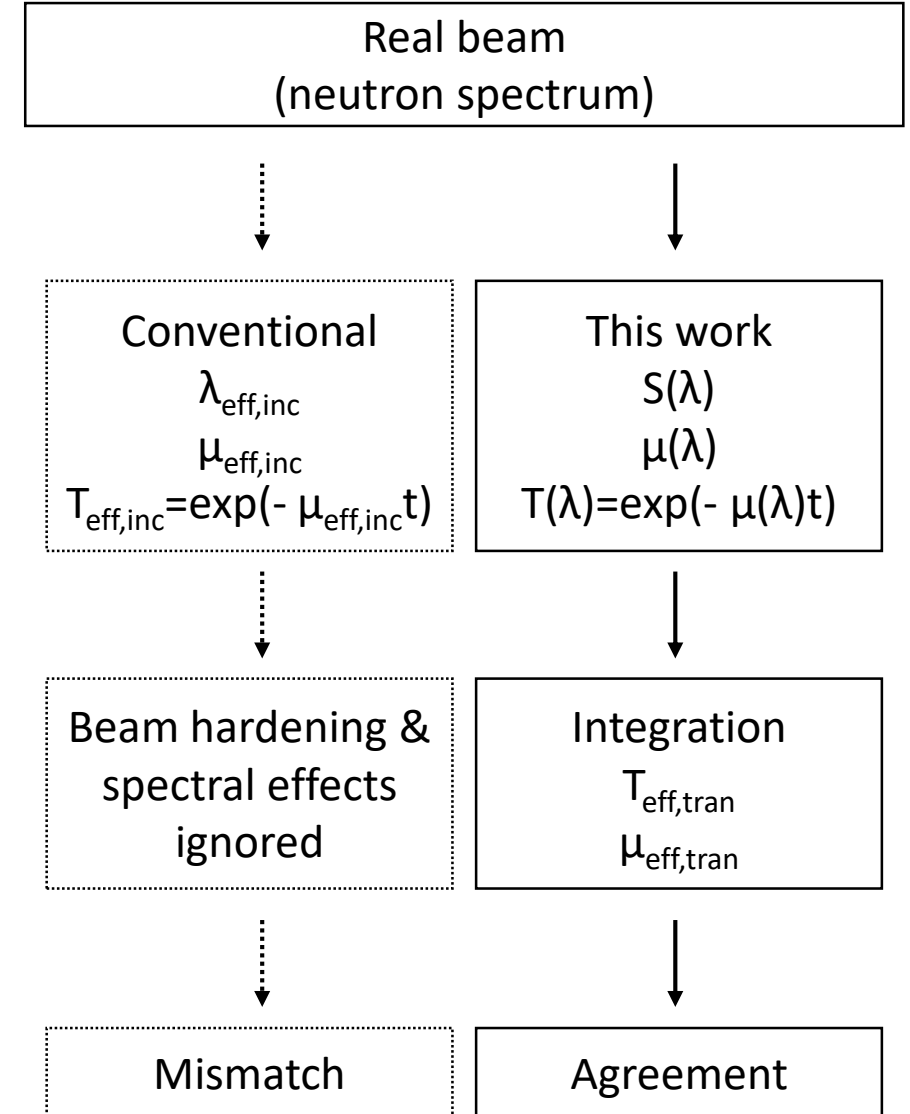 Real beam
(neutron spectrum)
Conventional
λeff,inc
μeff,inc
Teff,inc=exp(- μeff,inct)
This work
S(λ)
μ(λ)
T(λ)=exp(- μ(λ)t)
Beam hardening &
spectral effects
ignored
Integration
Teff,tran
μeff,tran
Mismatch
Agreement